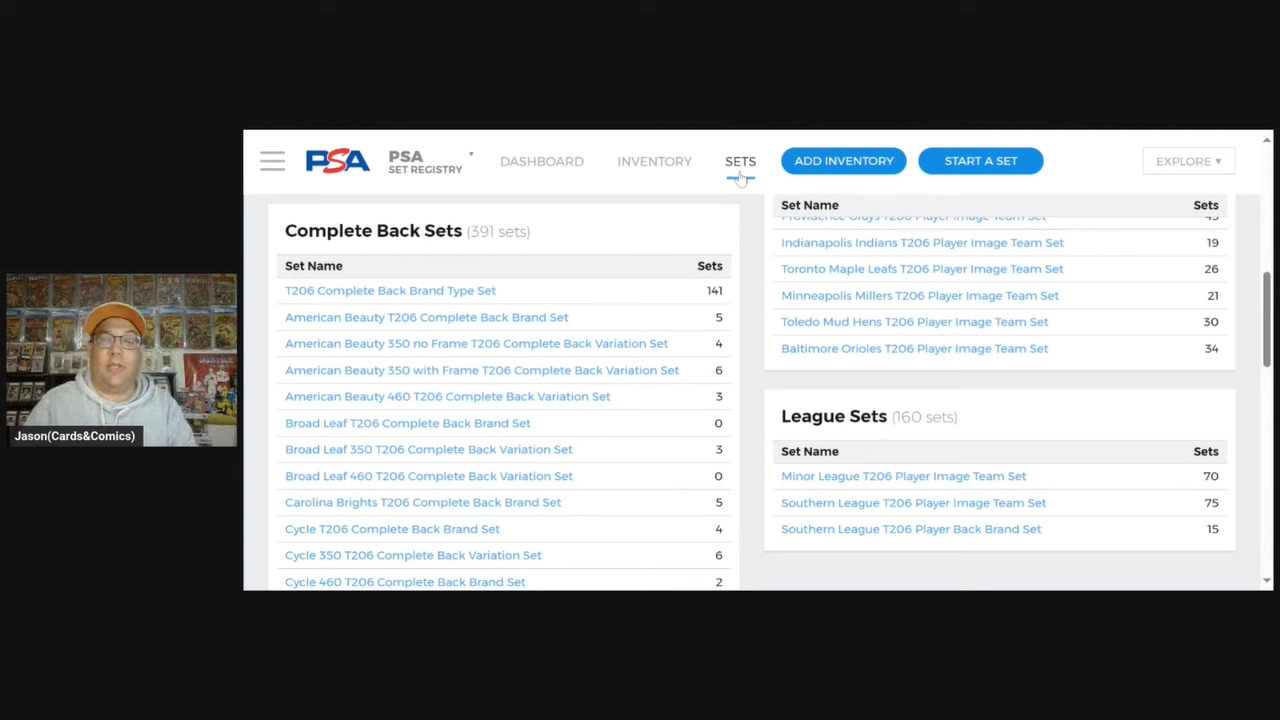 PSA
PSA
SET REGISTRY
DASHBOARD
INVENTORY
SETS
ADD INVENTORY
START A SET
EXPLORE ▾
Complete Back Sets (391 sets)
Set Name Sets
T206 Complete Back Brand Type Set 141
American Beauty T206 Complete Back Brand Set 5
American Beauty 350 no Frame T206 Complete Back Variation Set 4
American Beauty 350 with Frame T206 Complete Back Variation Set 6
American Beauty 460 T206 Complete Back Variation Set 3
Broad Leaf T206 Complete Back Brand Set 0
Broad Leaf 350 T206 Complete Back Variation Set 3
Broad Leaf 460 T206 Complete Back Variation Set 0
Carolina Brights T206 Complete Back Brand Set 5
Cycle T206 Complete Back Brand Set 4
Cycle 350 T206 Complete Back Variation Set 6
Cycle 460 T206 Complete Back Brand Set 2
Set Name Sets
Providence Grays T206 Player Image Team Set 45
Indianapolis Indians T206 Player Image Team Set 19
Toronto Maple Leafs T206 Player Image Team Set 26
Minneapolis Millers T206 Player Image Team Set 21
Toledo Mud Hens T206 Player Image Team Set 30
Baltimore Orioles T206 Player Image Team Set 34
League Sets (160 sets)
Set Name Sets
Minor League T206 Player Image Team Set 70
Southern League T206 Player Image Team Set 75
Southern League T206 Player Back Brand Set 15
JUSTICE
Jason(Cards&Comics)